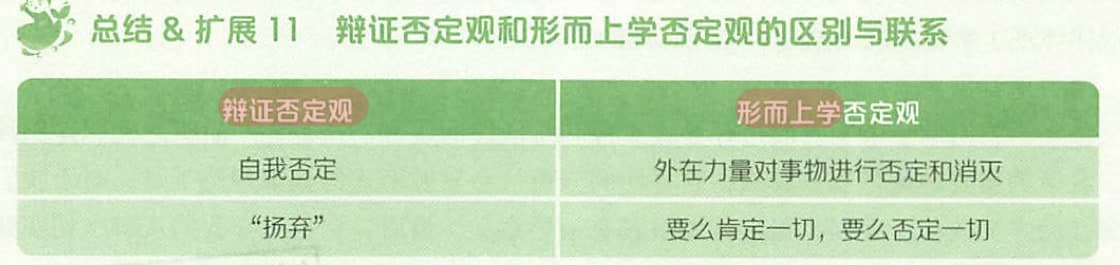 总结 & 扩展 11 辩证否定观和形而上学否定观的区别与联系
辩证否定观 形而上学否定观
自我否定 外在力量对事物进行否定和消灭
“扬弃” 要么肯定一切，要么否定一切